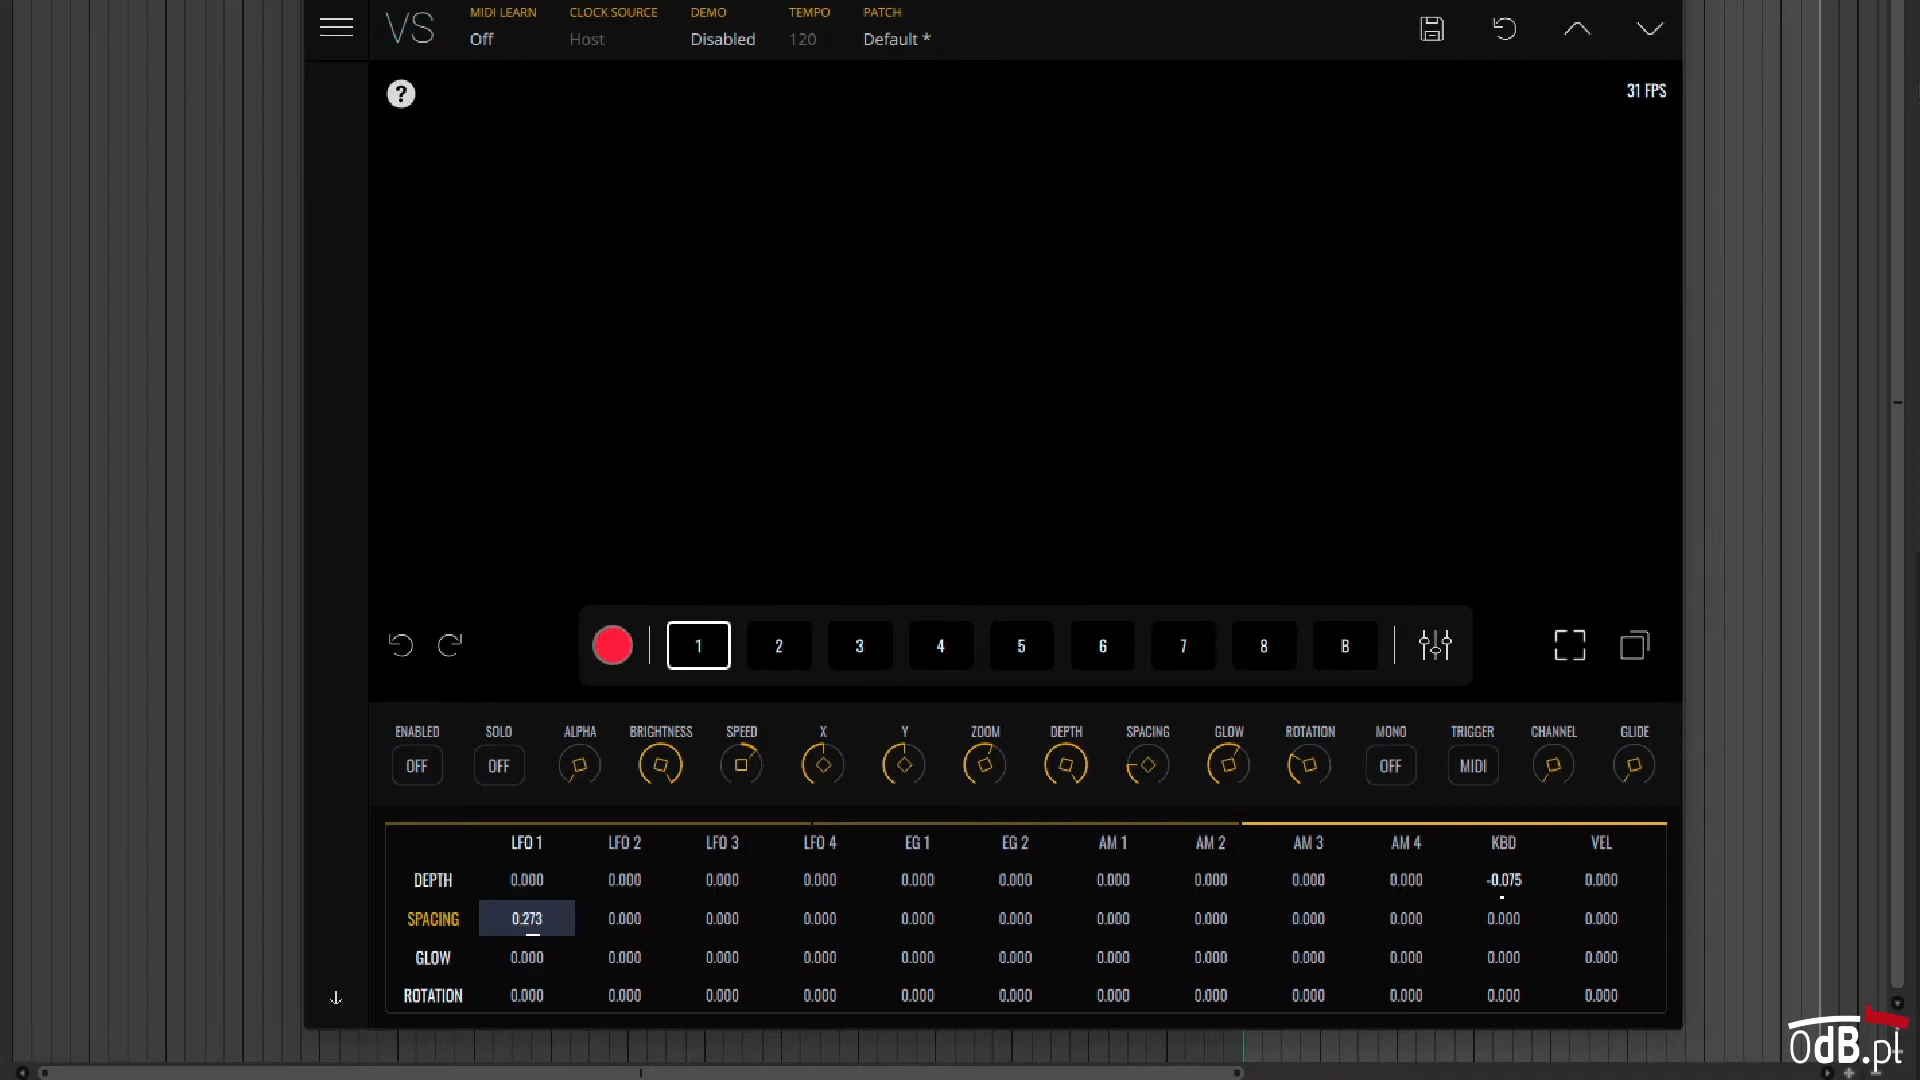 VS
MIDI LEARN CLOCK SOURCE DEMO TEMPO PATCH
Off Host Disabled 120 Default *
?
31 FPS
1 2 3 4 5 6 7 8 B
ENABLED SOLO ALPHA BRIGHTNESS SPEED X Y ZOOM DEPTH SPACING GLOW ROTATION MONO TRIGGER CHANNEL GLIDE
OFF OFF OFF MIDI
LFO 1 LFO 2 LFO 3 LFO 4 EG 1 EG 2 AM 1 AM 2 AM 3 AM 4 KBD VEL
DEPTH 0.000 0.000 0.000 0.000 0.000 0.000 0.000 0.000 0.000 0.000 -0.075 0.000
SPACING 0.273 0.000 0.000 0.000 0.000 0.000 0.000 0.000 0.000 0.000 0.000 0.000
GLOW 0.000 0.000 0.000 0.000 0.000 0.000 0.000 0.000 0.000 0.000 0.000 0.000
ROTATION 0.000 0.000 0.000 0.000 0.000 0.000 0.000 0.000 0.000 0.000 0.000 0.000
0dB.pl